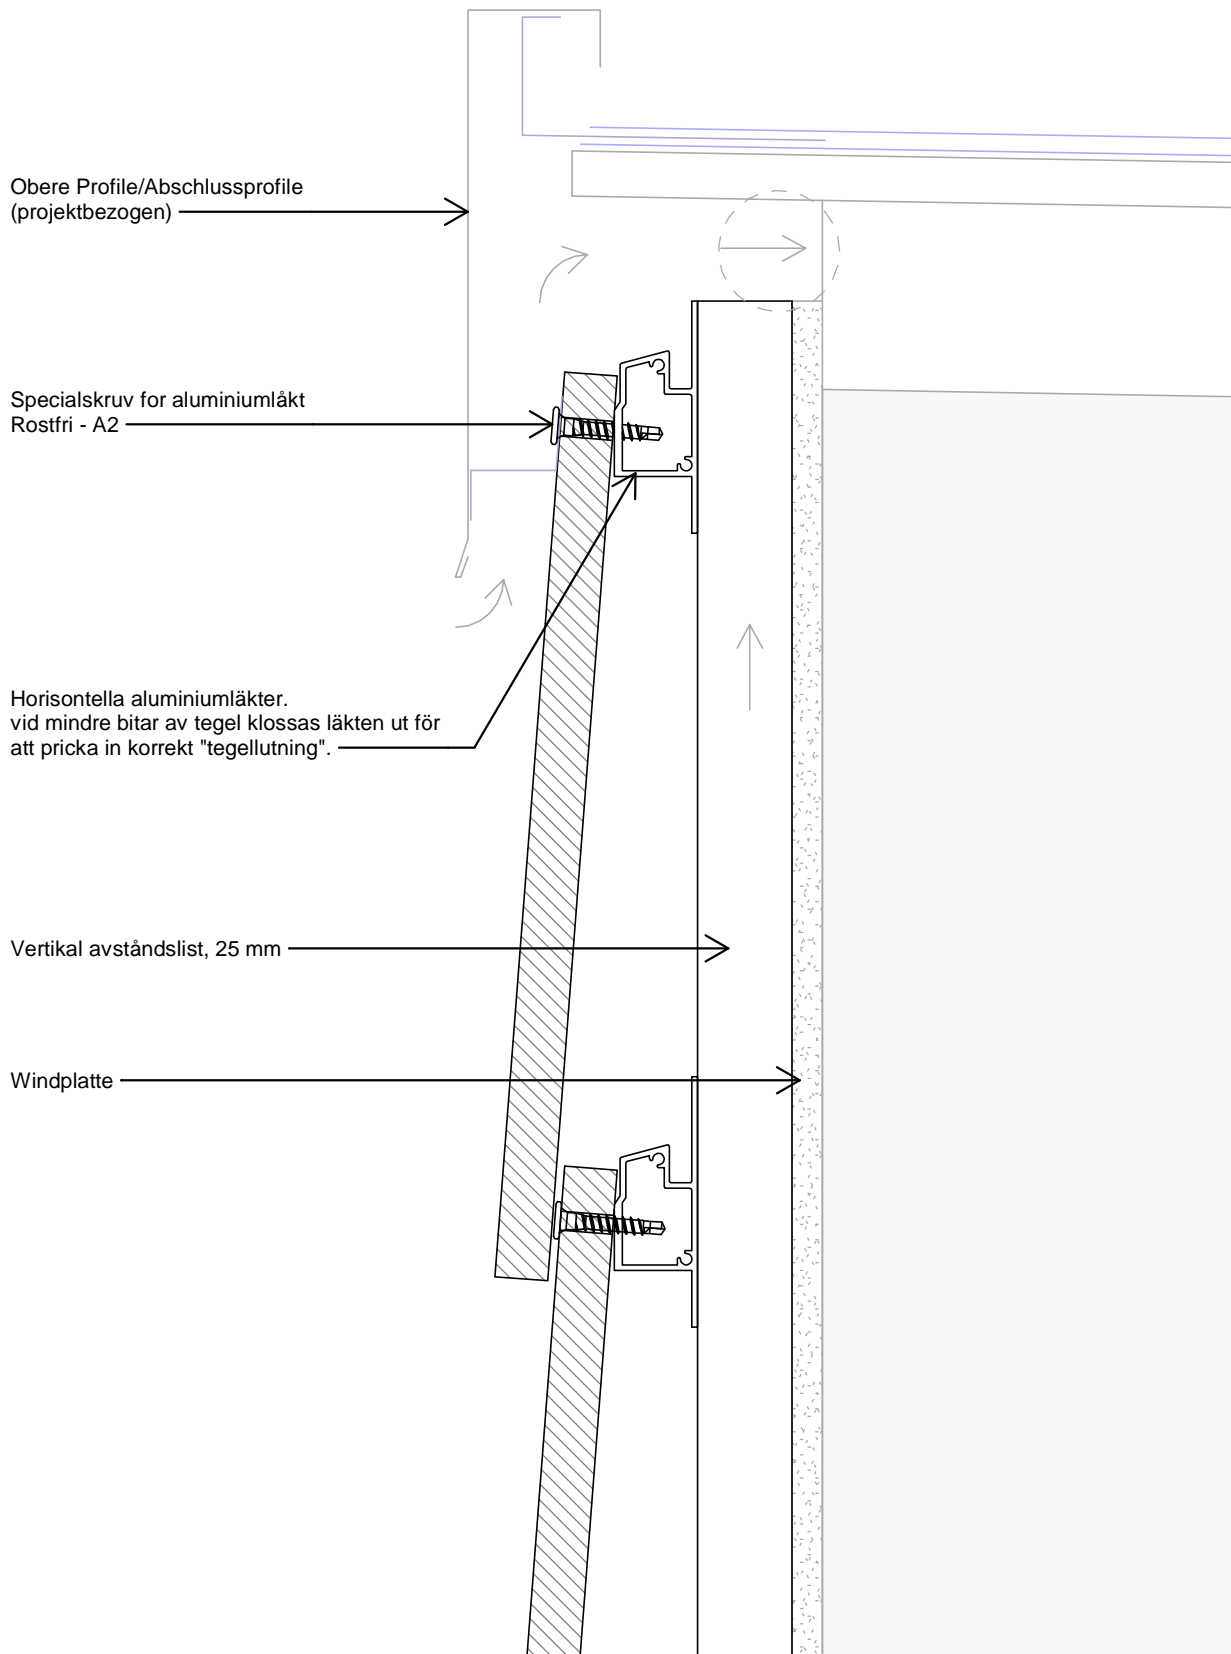 Obere Profile/Abschlussprofile
(projektbezogen)
Specialskruv for aluminiumlåkt
Rostfri - A2
Horisontella aluminiumläkter.
vid mindre bitar av tegel klossas läkten ut för
att pricka in korrekt "tegellutning".
Vertikal avståndslist, 25 mm
Windplatte